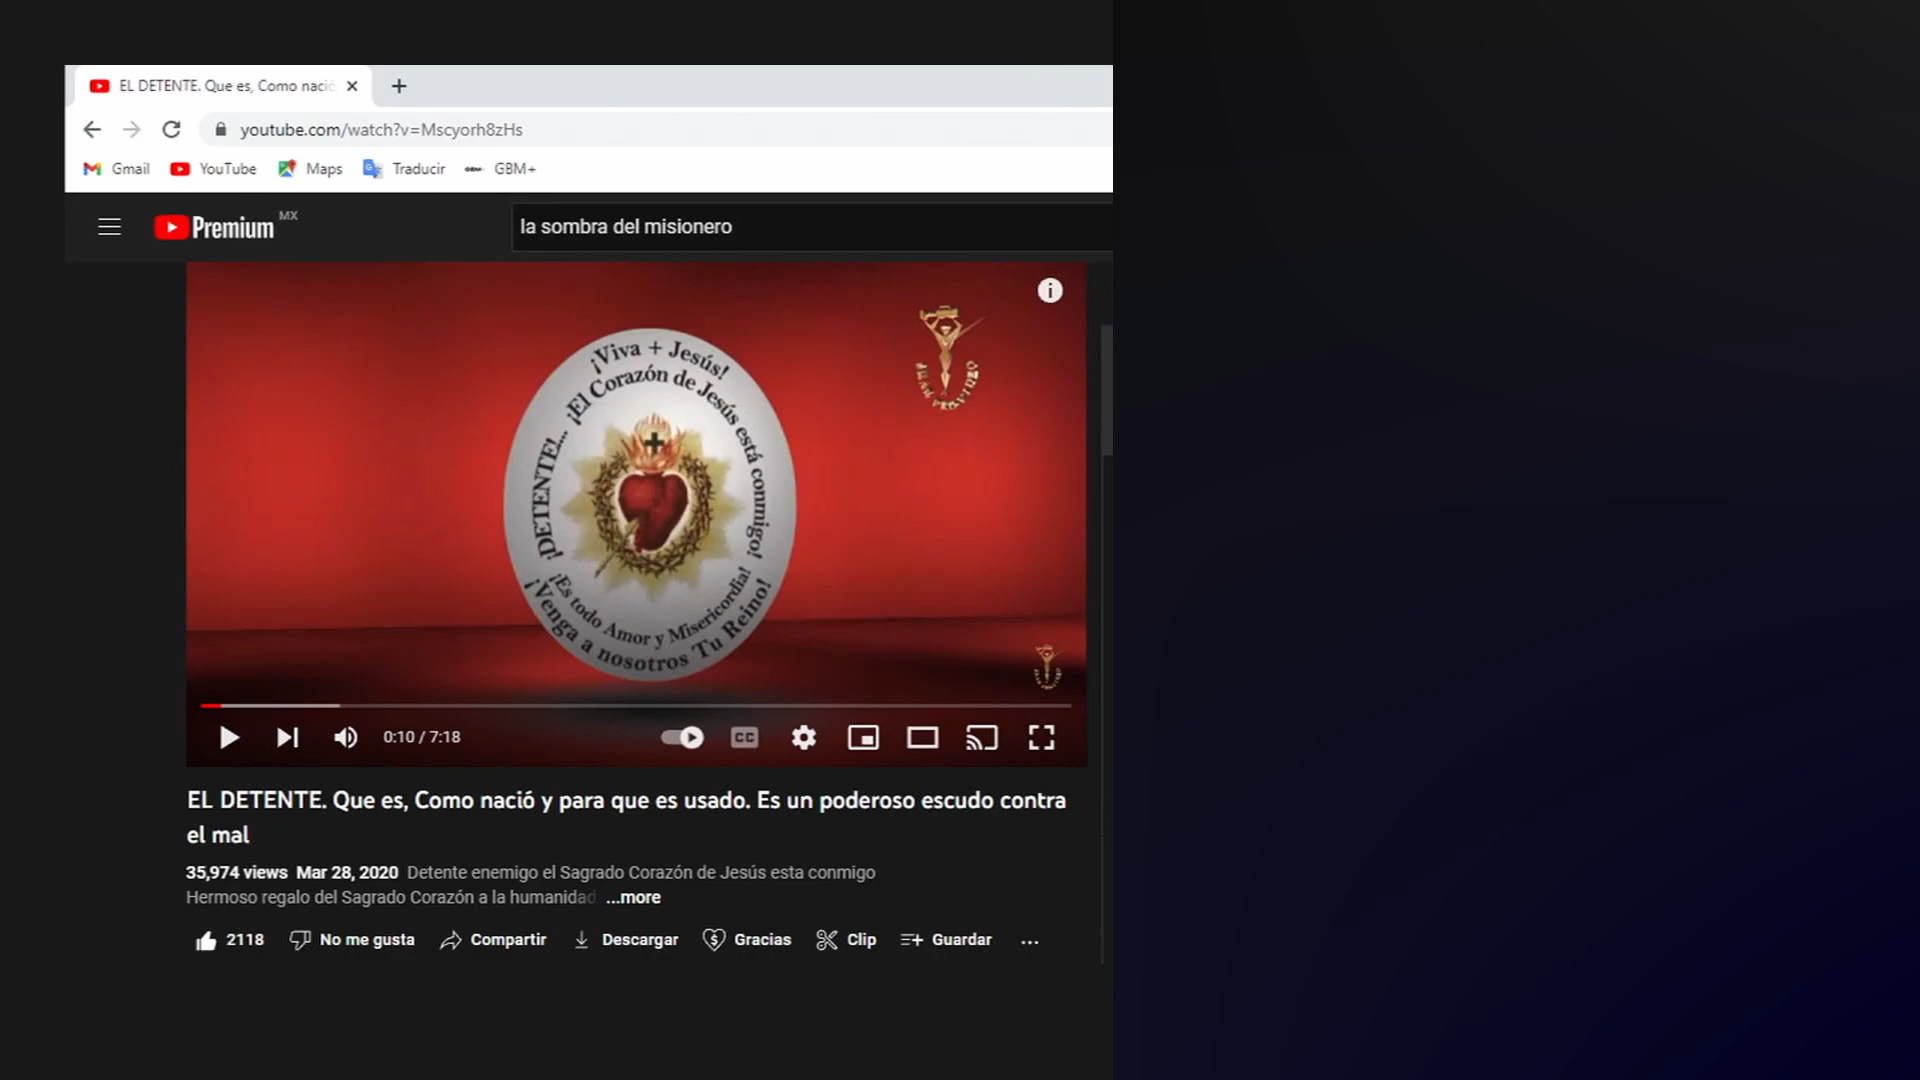 EL DETENTE. Que es, Como nació
youtube.com/watch?v=Mscyorh8zHs
Gmail YouTube Maps Traducir GBM+
Premium MX
la sombra del misionero
¡Viva + Jesús!
¡DETENTE!... ¡El Corazón de Jesús está conmigo!
¡Es todo Amor y Misericordia!
¡Venga a nosotros Tu Reino!
0:10 / 7:18
CC
EL DETENTE. Que es, Como nació y para que es usado. Es un poderoso escudo contra
el mal
35,974 views Mar 28, 2020 Detente enemigo el Sagrado Corazón de Jesús esta conmigo
Hermoso regalo del Sagrado Corazón a la humanidad ...more
2118 No me gusta Compartir Descargar Gracias Clip Guardar ...